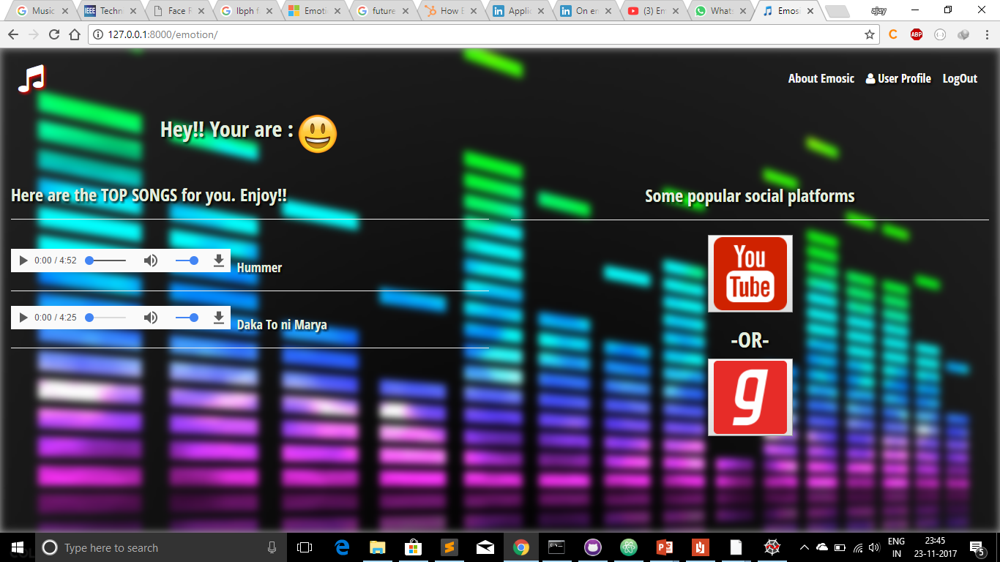 Music
Techn
Face R
lbph f
Emoti
future
How E
Applic
On en
(3) Em
Whats
Emosi
ajay
127.0.0.1:8000/emotion/
C
ABP
About Emosic
User Profile
LogOut
Hey!! Your are :
Here are the TOP SONGS for you. Enjoy!!
Some popular social platforms
0:00 / 4:52
Hummer
0:00 / 4:25
Daka To ni Marya
You
Tube
-OR-
g
Type here to search
ENG
IN
23:45
23-11-2017
5